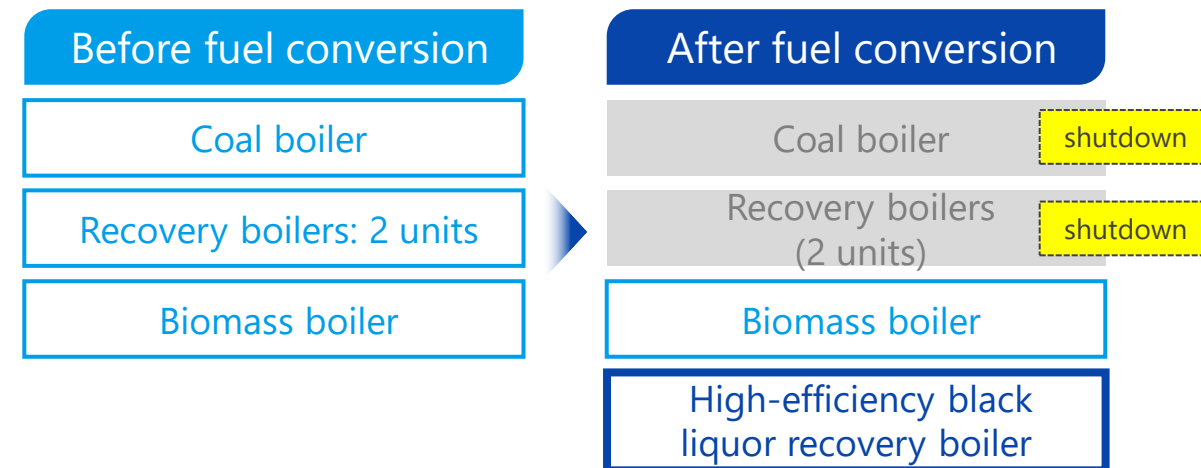 Before fuel conversion
Coal boiler
Recovery boilers: 2 units
Biomass boiler
After fuel conversion
Coal boiler
shutdown
Recovery boilers
(2 units)
shutdown
Biomass boiler
High-efficiency black
liquor recovery boiler